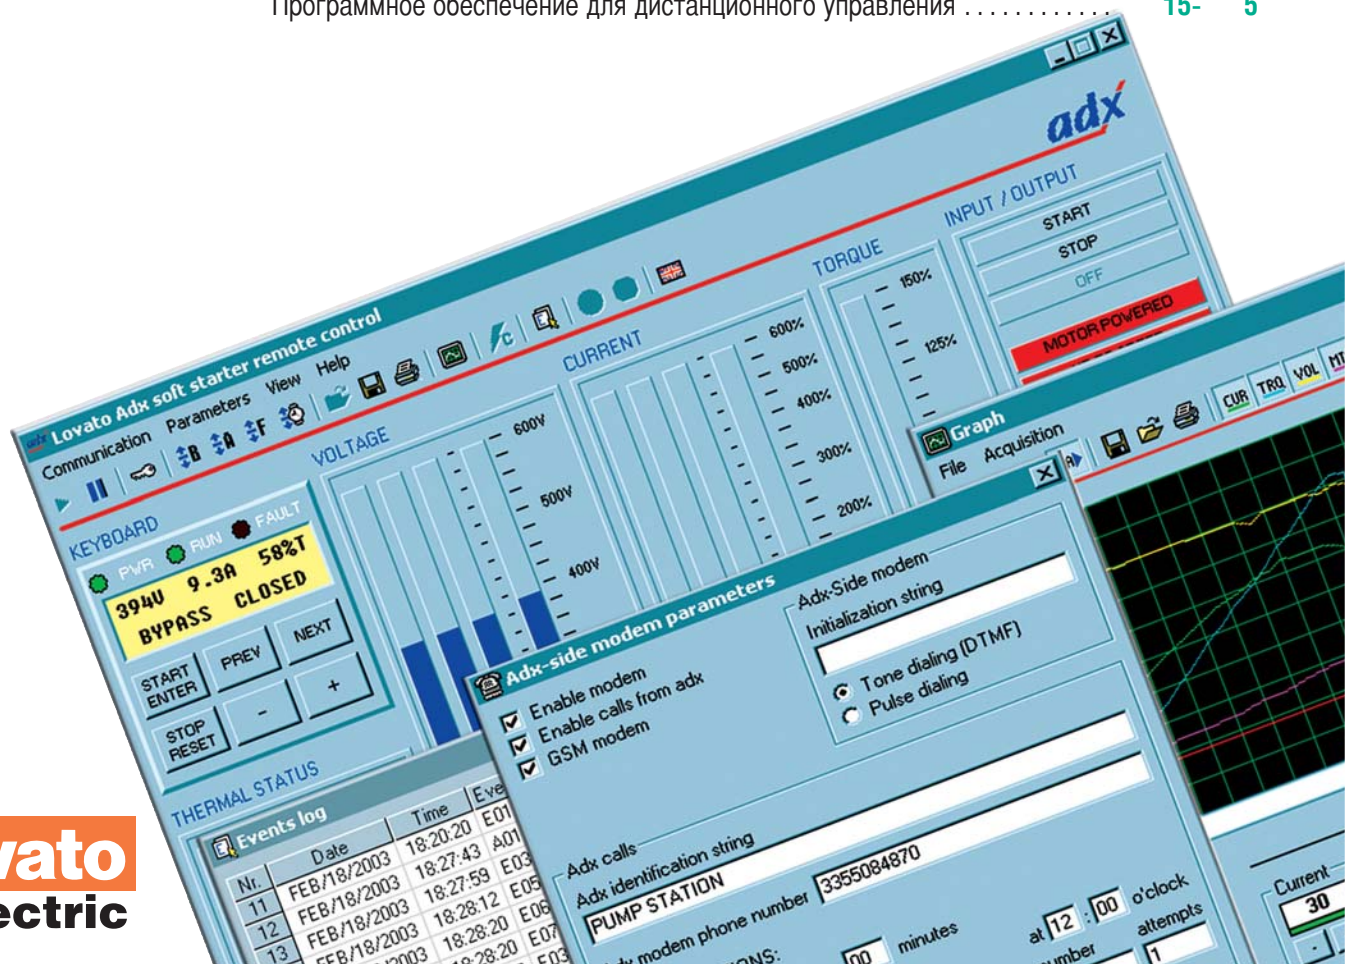 Программное обеспечение для дистанционного управления . . . . . . . . . . . . 15- 5
adx
Lovato Adx soft starter remote control
Communication Parameters View Help
B A F
KEYBOARD
PWR RUN FAULT
394V 9.3A 58%T
BYPASS CLOSED
START ENTER
PREV
NEXT
STOP RESET
-
+
THERMAL STATUS
VOLTAGE
600V
500V
400V
CURRENT
600%
500%
400%
300%
200%
TORQUE
150%
125%
INPUT / OUTPUT
START
STOP
OFF
MOTOR POWERED
Graph
File Acquisition
CUR TRQ VOL
Current
30
Adx-side modem parameters
Enable modem
Enable calls from adx
GSM modem
Adx-Side modem
Initialization string
Tone dialing (DTMF)
Pulse dialing
Adx calls
Adx identification string
PUMP STATION
modem phone number 3355084870
00 minutes
at 12 : 00 o'clock
attempts
1
Events log
Nr. Date Time
11 FEB/18/2003 18:20:20 E01
12 FEB/18/2003 18:27:43 A01
13 FEB/18/2003 18:27:59 E03
18:28:12 E05
18:28:20 E06
18:28:20 E07
E03
vato
ectric